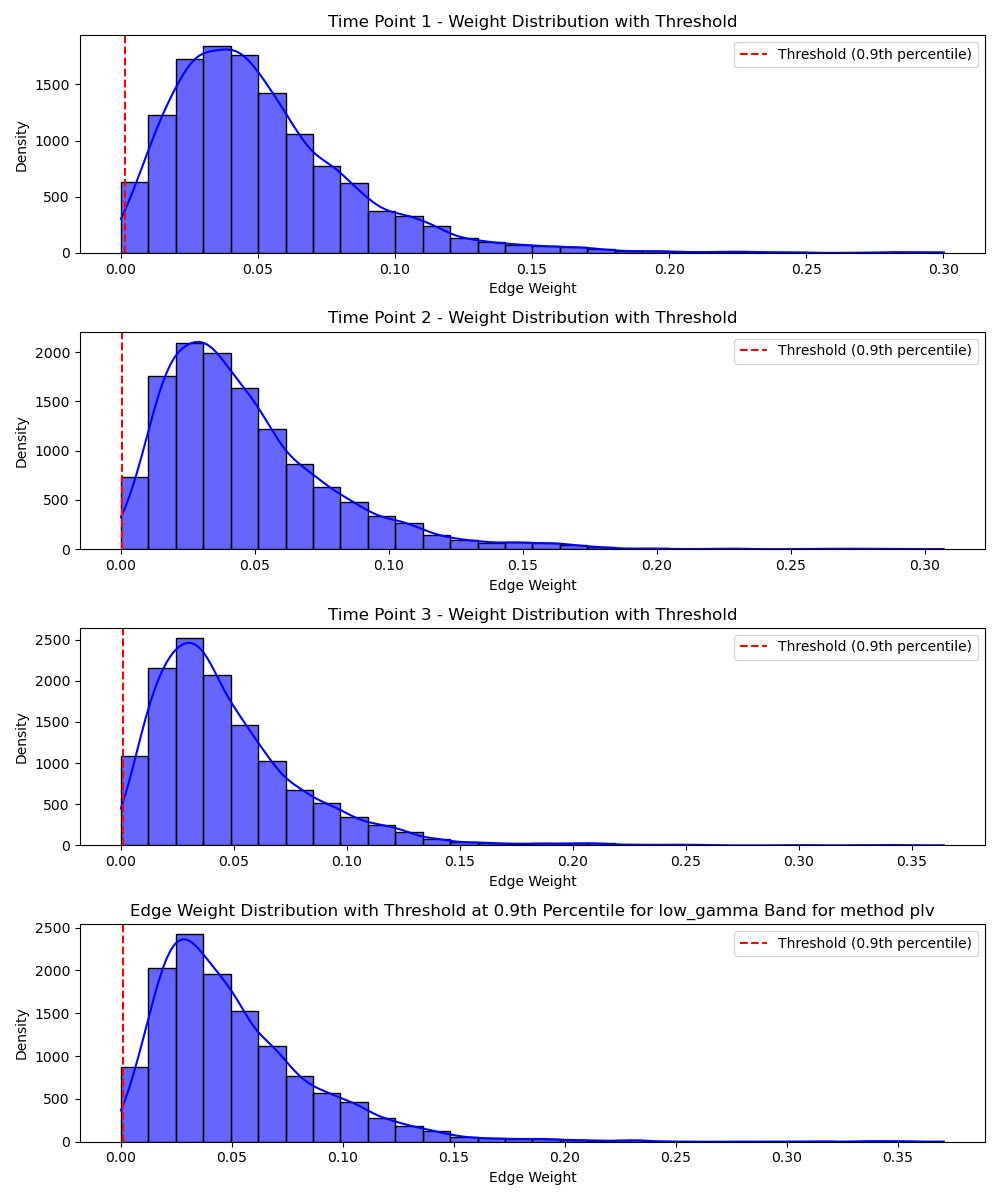 Time Point 1 - Weight Distribution with Threshold
Threshold (0.9th percentile)
Density
1500
1000
500
0
0.00 0.05 0.10 0.15 0.20 0.25 0.30
Edge Weight
Time Point 2 - Weight Distribution with Threshold
Threshold (0.9th percentile)
Density
2000
1500
1000
500
0
0.00 0.05 0.10 0.15 0.20 0.25 0.30
Edge Weight
Time Point 3 - Weight Distribution with Threshold
Threshold (0.9th percentile)
Density
2500
2000
1500
1000
500
0
0.00 0.05 0.10 0.15 0.20 0.25 0.30 0.35
Edge Weight
Edge Weight Distribution with Threshold at 0.9th Percentile for low_gamma Band for method plv
Threshold (0.9th percentile)
Density
2500
2000
1500
1000
500
0
0.00 0.05 0.10 0.15 0.20 0.25 0.30 0.35
Edge Weight